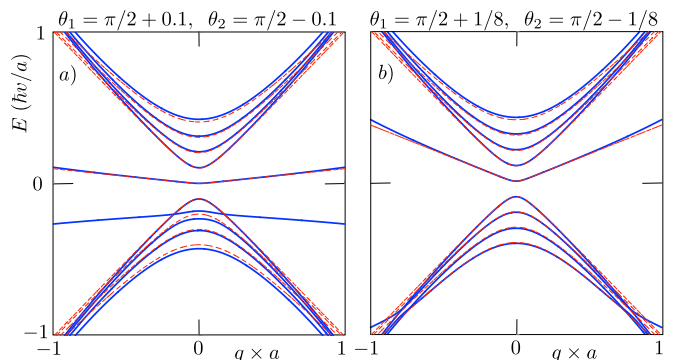 θ₁ = π/2 + 0.1, θ₂ = π/2 − 0.1
θ₁ = π/2 + 1/8, θ₂ = π/2 − 1/8
E (ħv/a)
1
0
−1
a)
b)
−1 0 1
−1 0 1
q × a
q × a